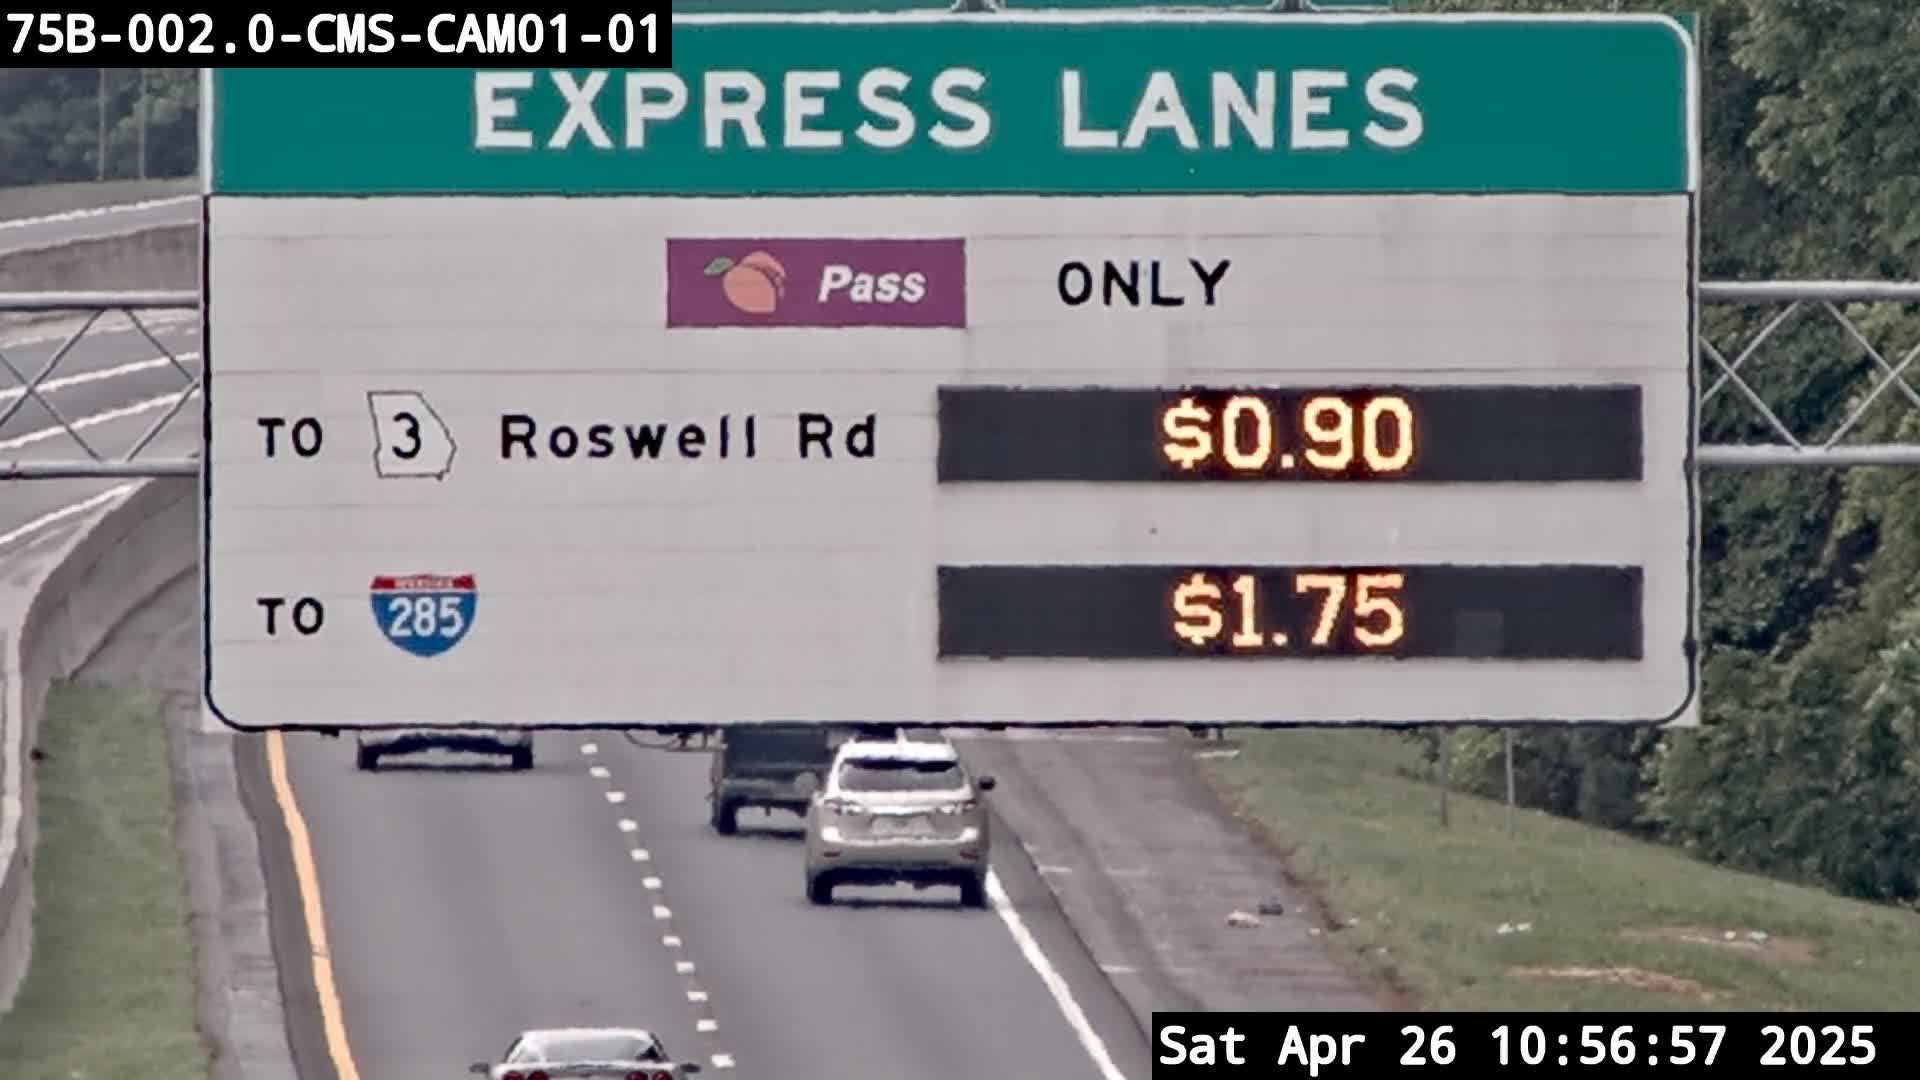 75B-002.0-CMS-CAM01-01
EXPRESS LANES
Pass ONLY
TO 3 Roswell Rd $0.90
TO INTERSTATE 285 $1.75
Sat Apr 26 10:56:57 2025